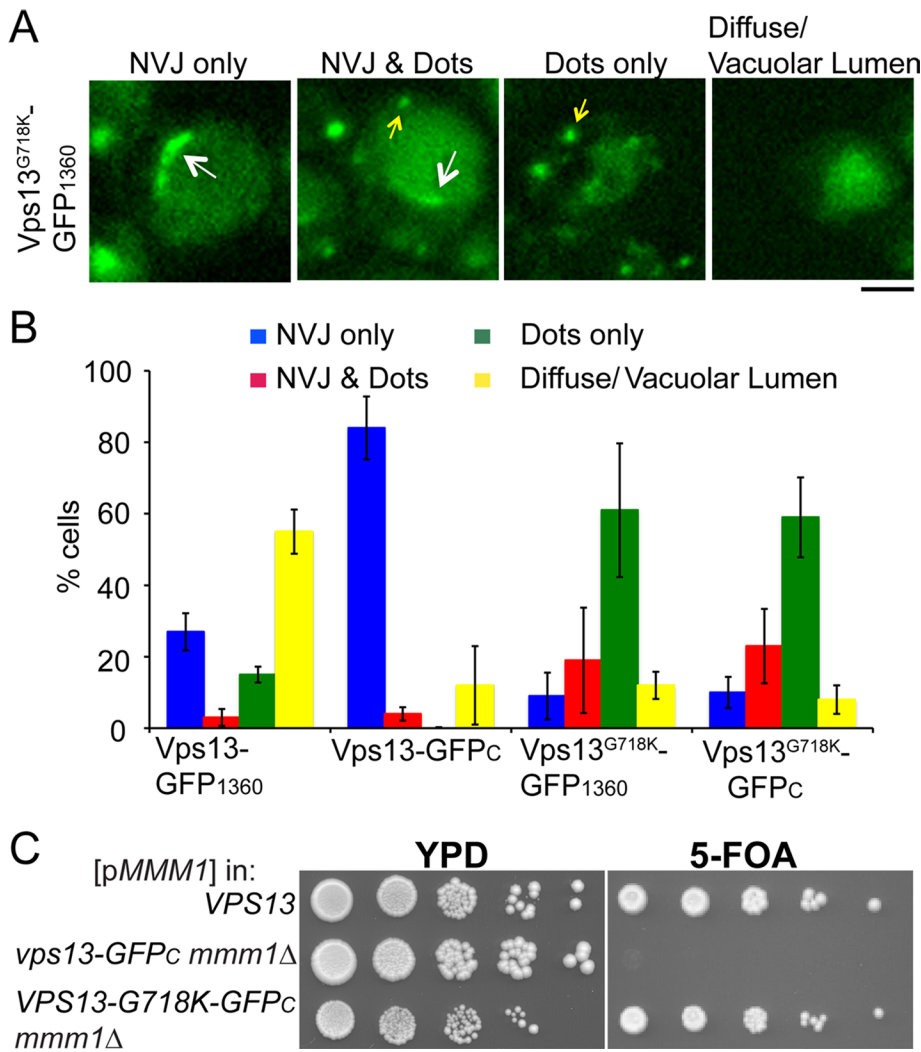 A
NVJ only
NVJ & Dots
Dots only
Diffuse/
Vacuolar Lumen
Vps13G718K-
GFP1360
B
NVJ only
Dots only
NVJ & Dots
Diffuse/ Vacuolar Lumen
% cells
100
80
60
40
20
0
Vps13-
GFP1360
Vps13-GFPC
Vps13G718K-
GFP1360
Vps13G718K-
GFPC
C
YPD
5-FOA
[pMMM1] in:
VPS13
vps13-GFPC mmm1Δ
VPS13-G718K-GFPC
mmm1Δ